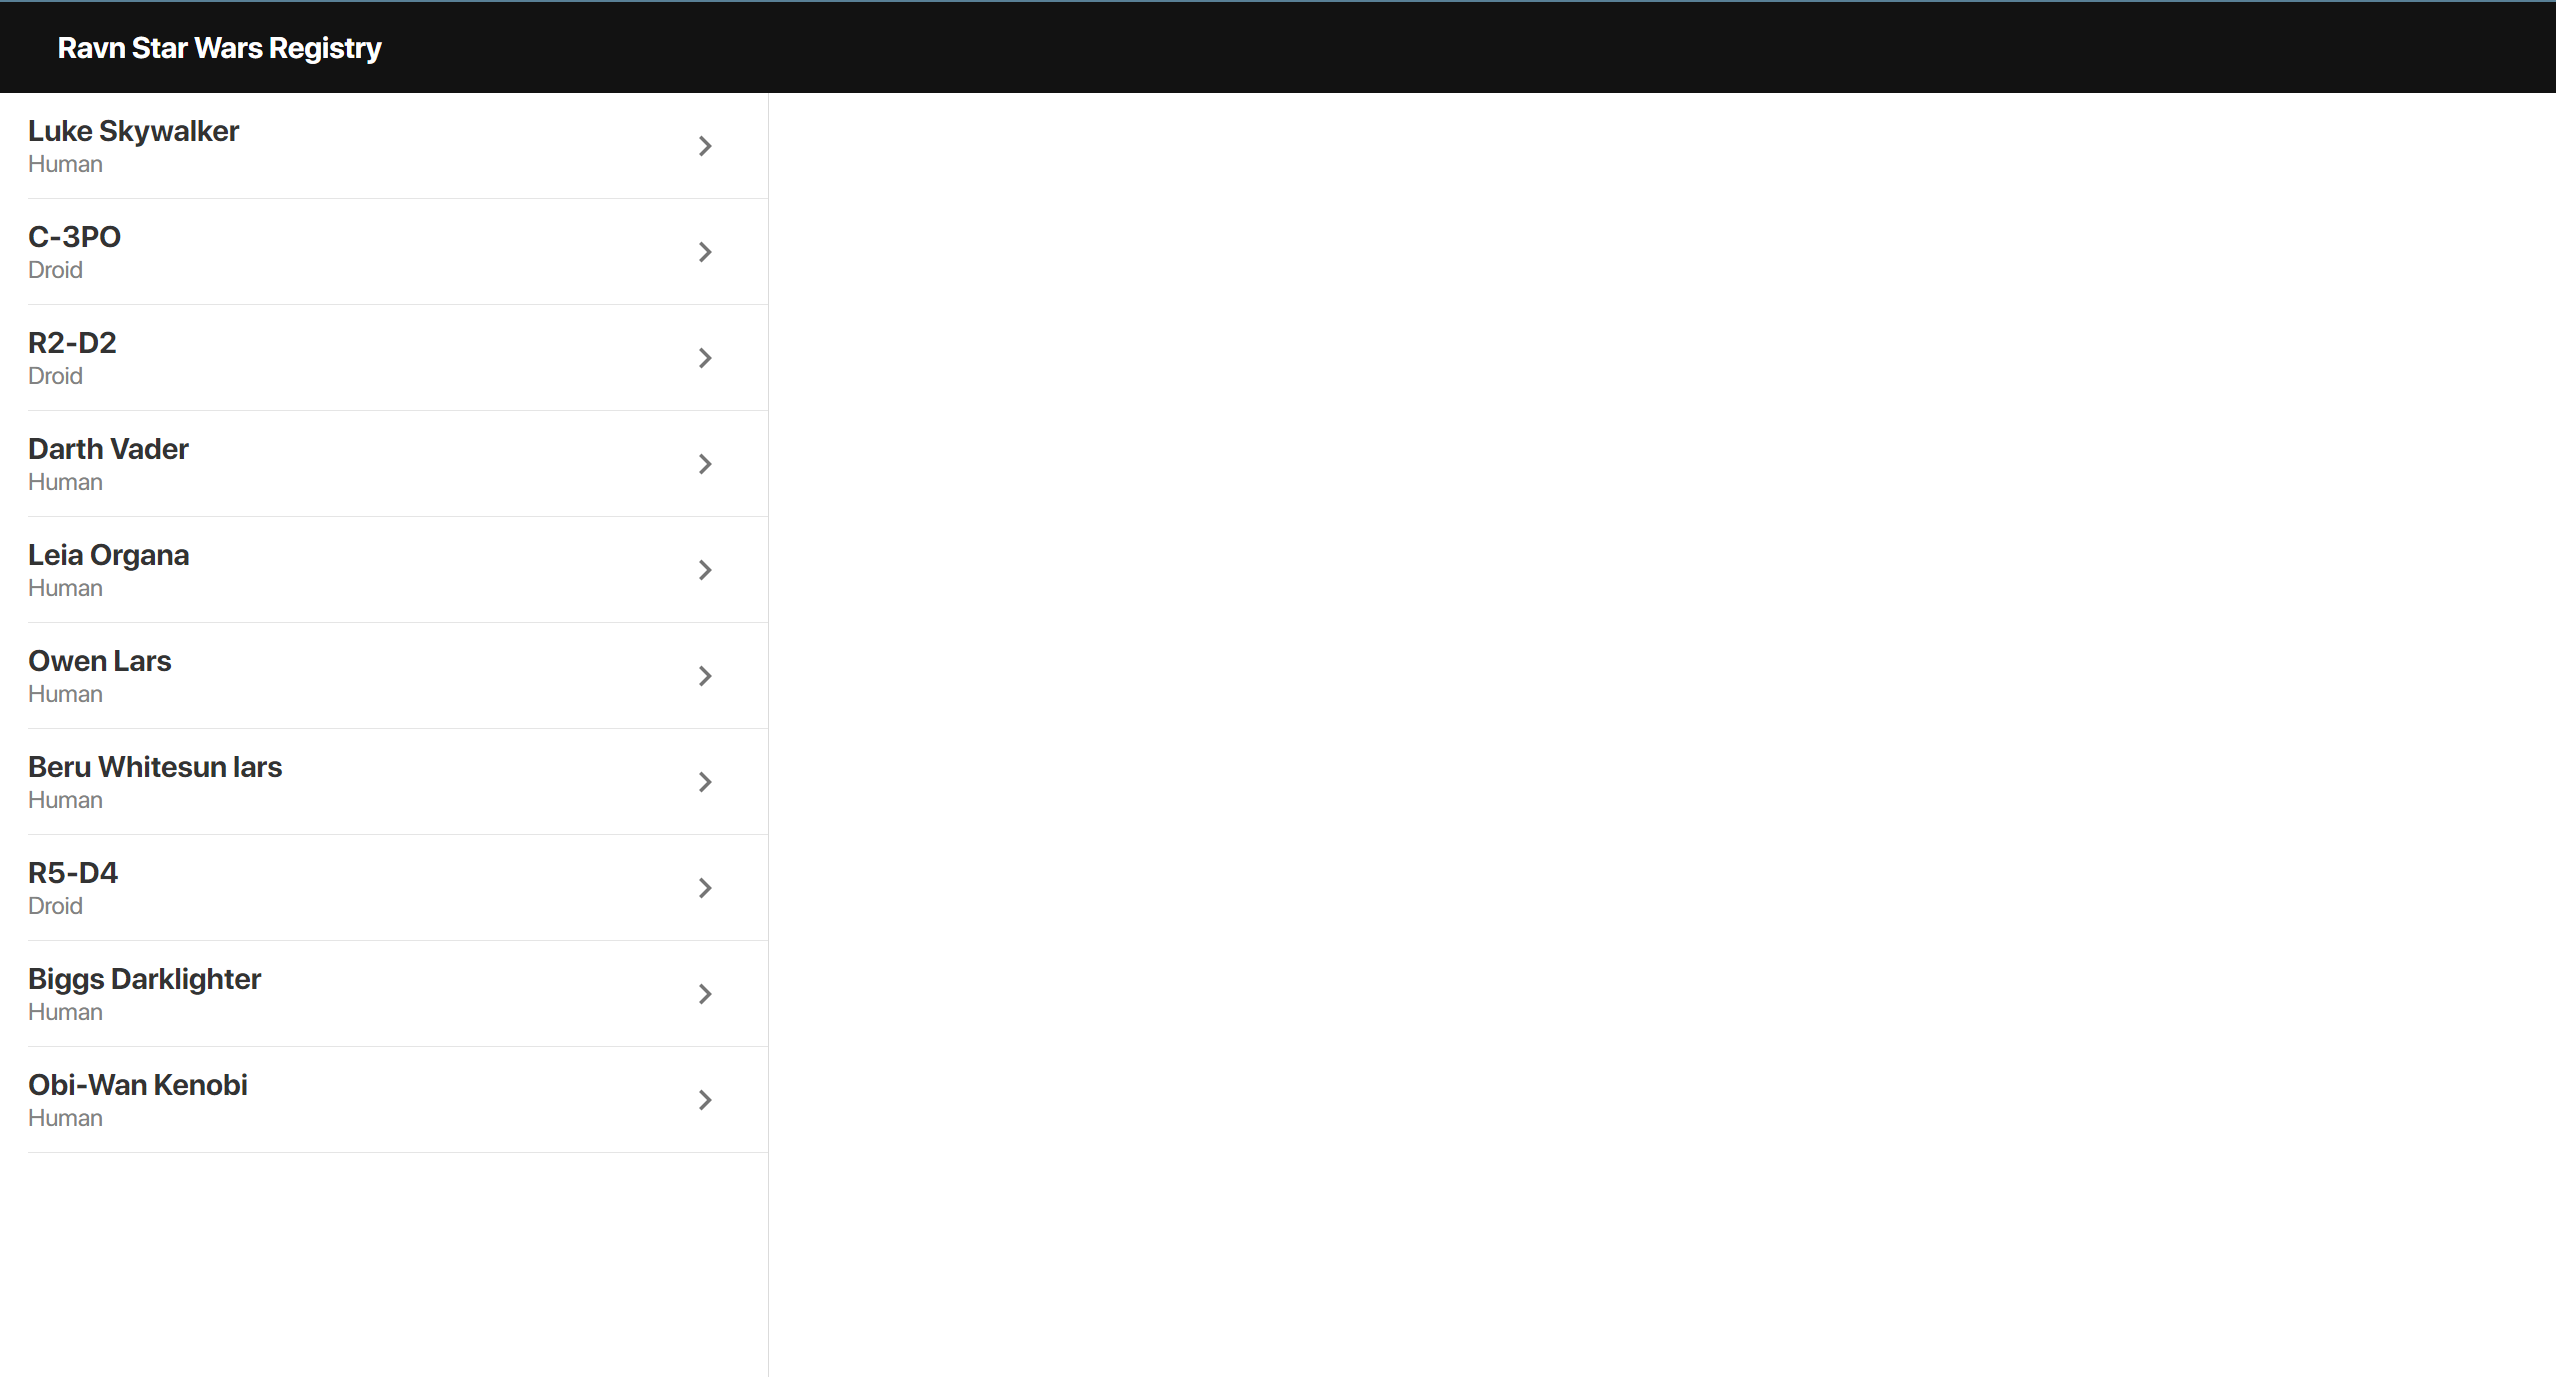 Ravn Star Wars Registry
Luke Skywalker
Human
C-3PO
Droid
R2-D2
Droid
Darth Vader
Human
Leia Organa
Human
Owen Lars
Human
Beru Whitesun lars
Human
R5-D4
Droid
Biggs Darklighter
Human
Obi-Wan Kenobi
Human